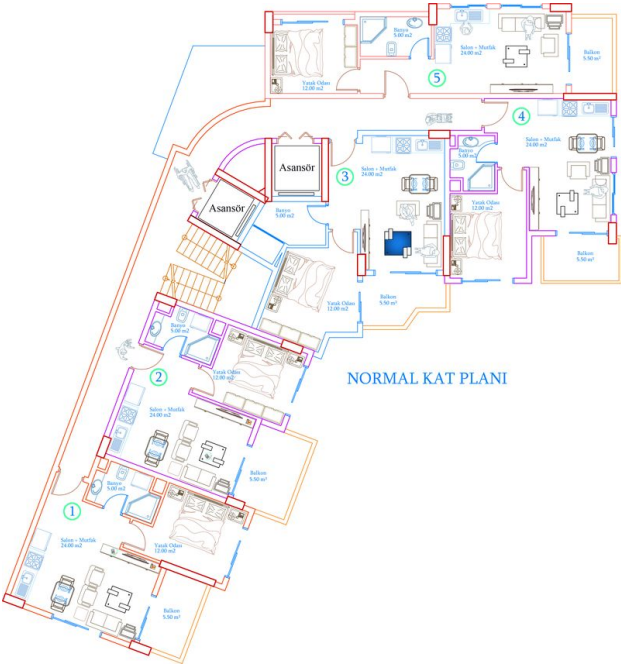 Banyo
5.00 m2
Salon + Mutfak
24.00 m2
Balkon
5.50 m²
Yatak Odası
12.00 m2
5
4
Salon + Mutfak
24.00 m2
Banyo
5.00 m2
Balkon
5.50 m²
Yatak Odası
12.00 m2
Asansör
3
Salon + Mutfak
24.00 m2
Asansör
Banyo
5.00 m2
Yatak Odası
12.00 m2
Balkon
5.50 m²
Banyo
5.00 m2
2
Yatak Odası
12.00 m2
NORMAL KAT PLANI
Salon + Mutfak
24.00 m2
Balkon
5.50 m²
Banyo
5.00 m2
1
Salon + Mutfak
24.00 m2
Yatak Odası
12.00 m2
Balkon
5.50 m²